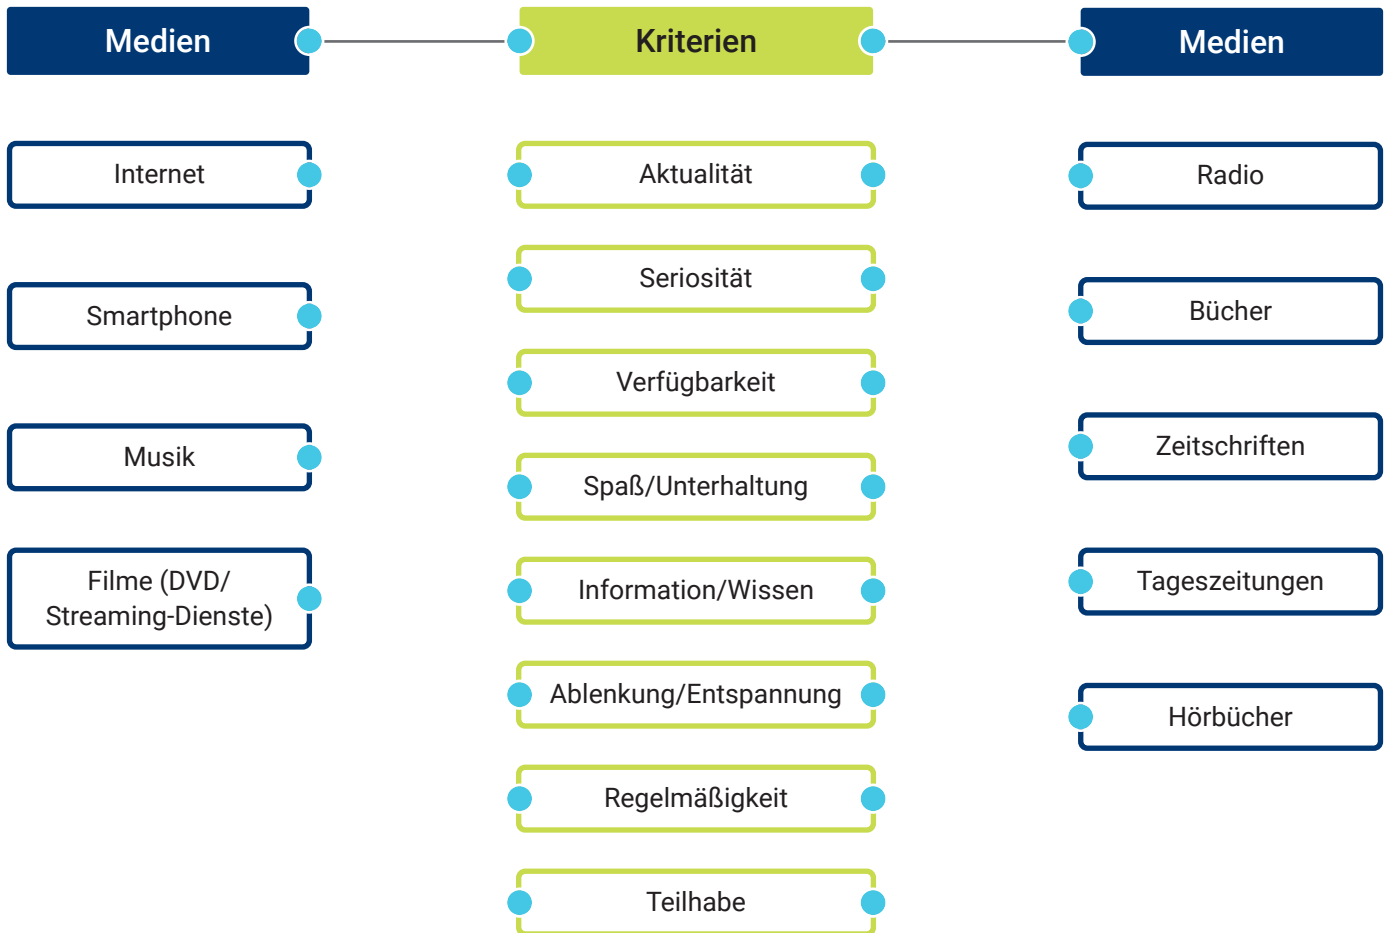 Medien
Kriterien
Medien
Internet
Smartphone
Musik
Filme (DVD/
Streaming-Dienste)
Aktualität
Seriosität
Verfügbarkeit
Spaß/Unterhaltung
Information/Wissen
Ablenkung/Entspannung
Regelmäßigkeit
Teilhabe
Radio
Bücher
Zeitschriften
Tageszeitungen
Hörbücher